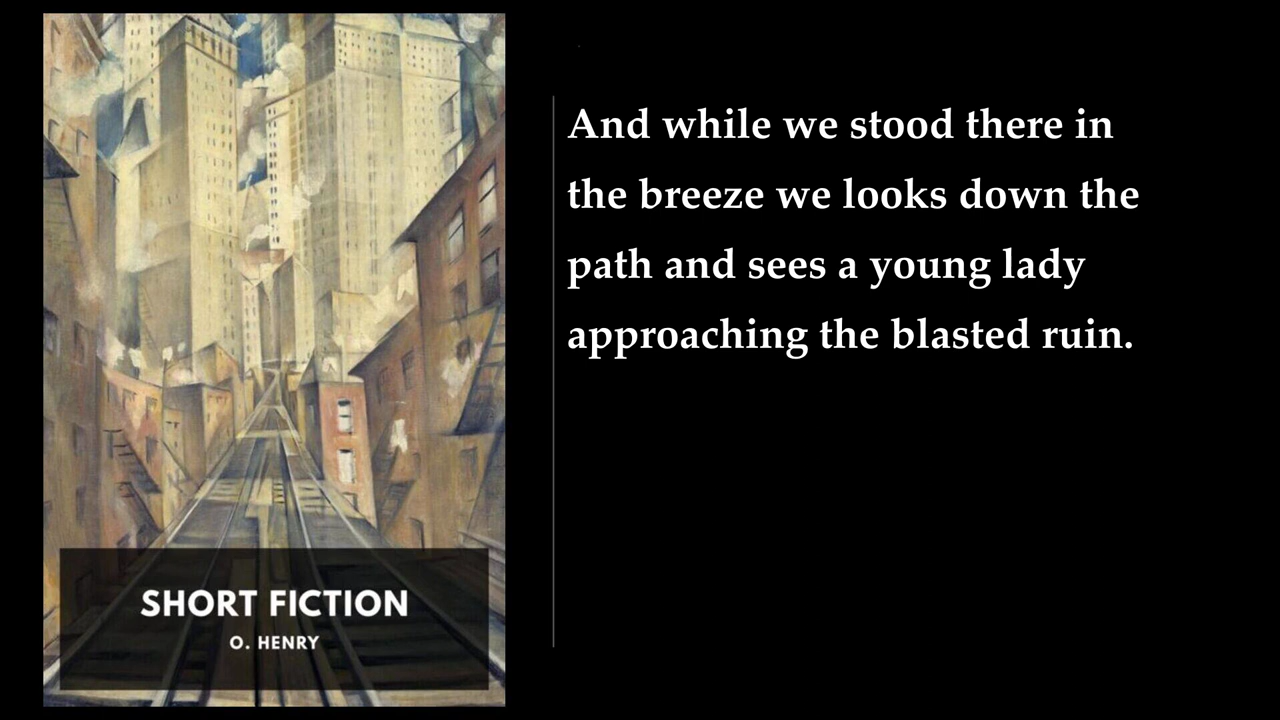 And while we stood there in
the breeze we looks down the
path and sees a young lady
approaching the blasted ruin.
SHORT FICTION
O. HENRY